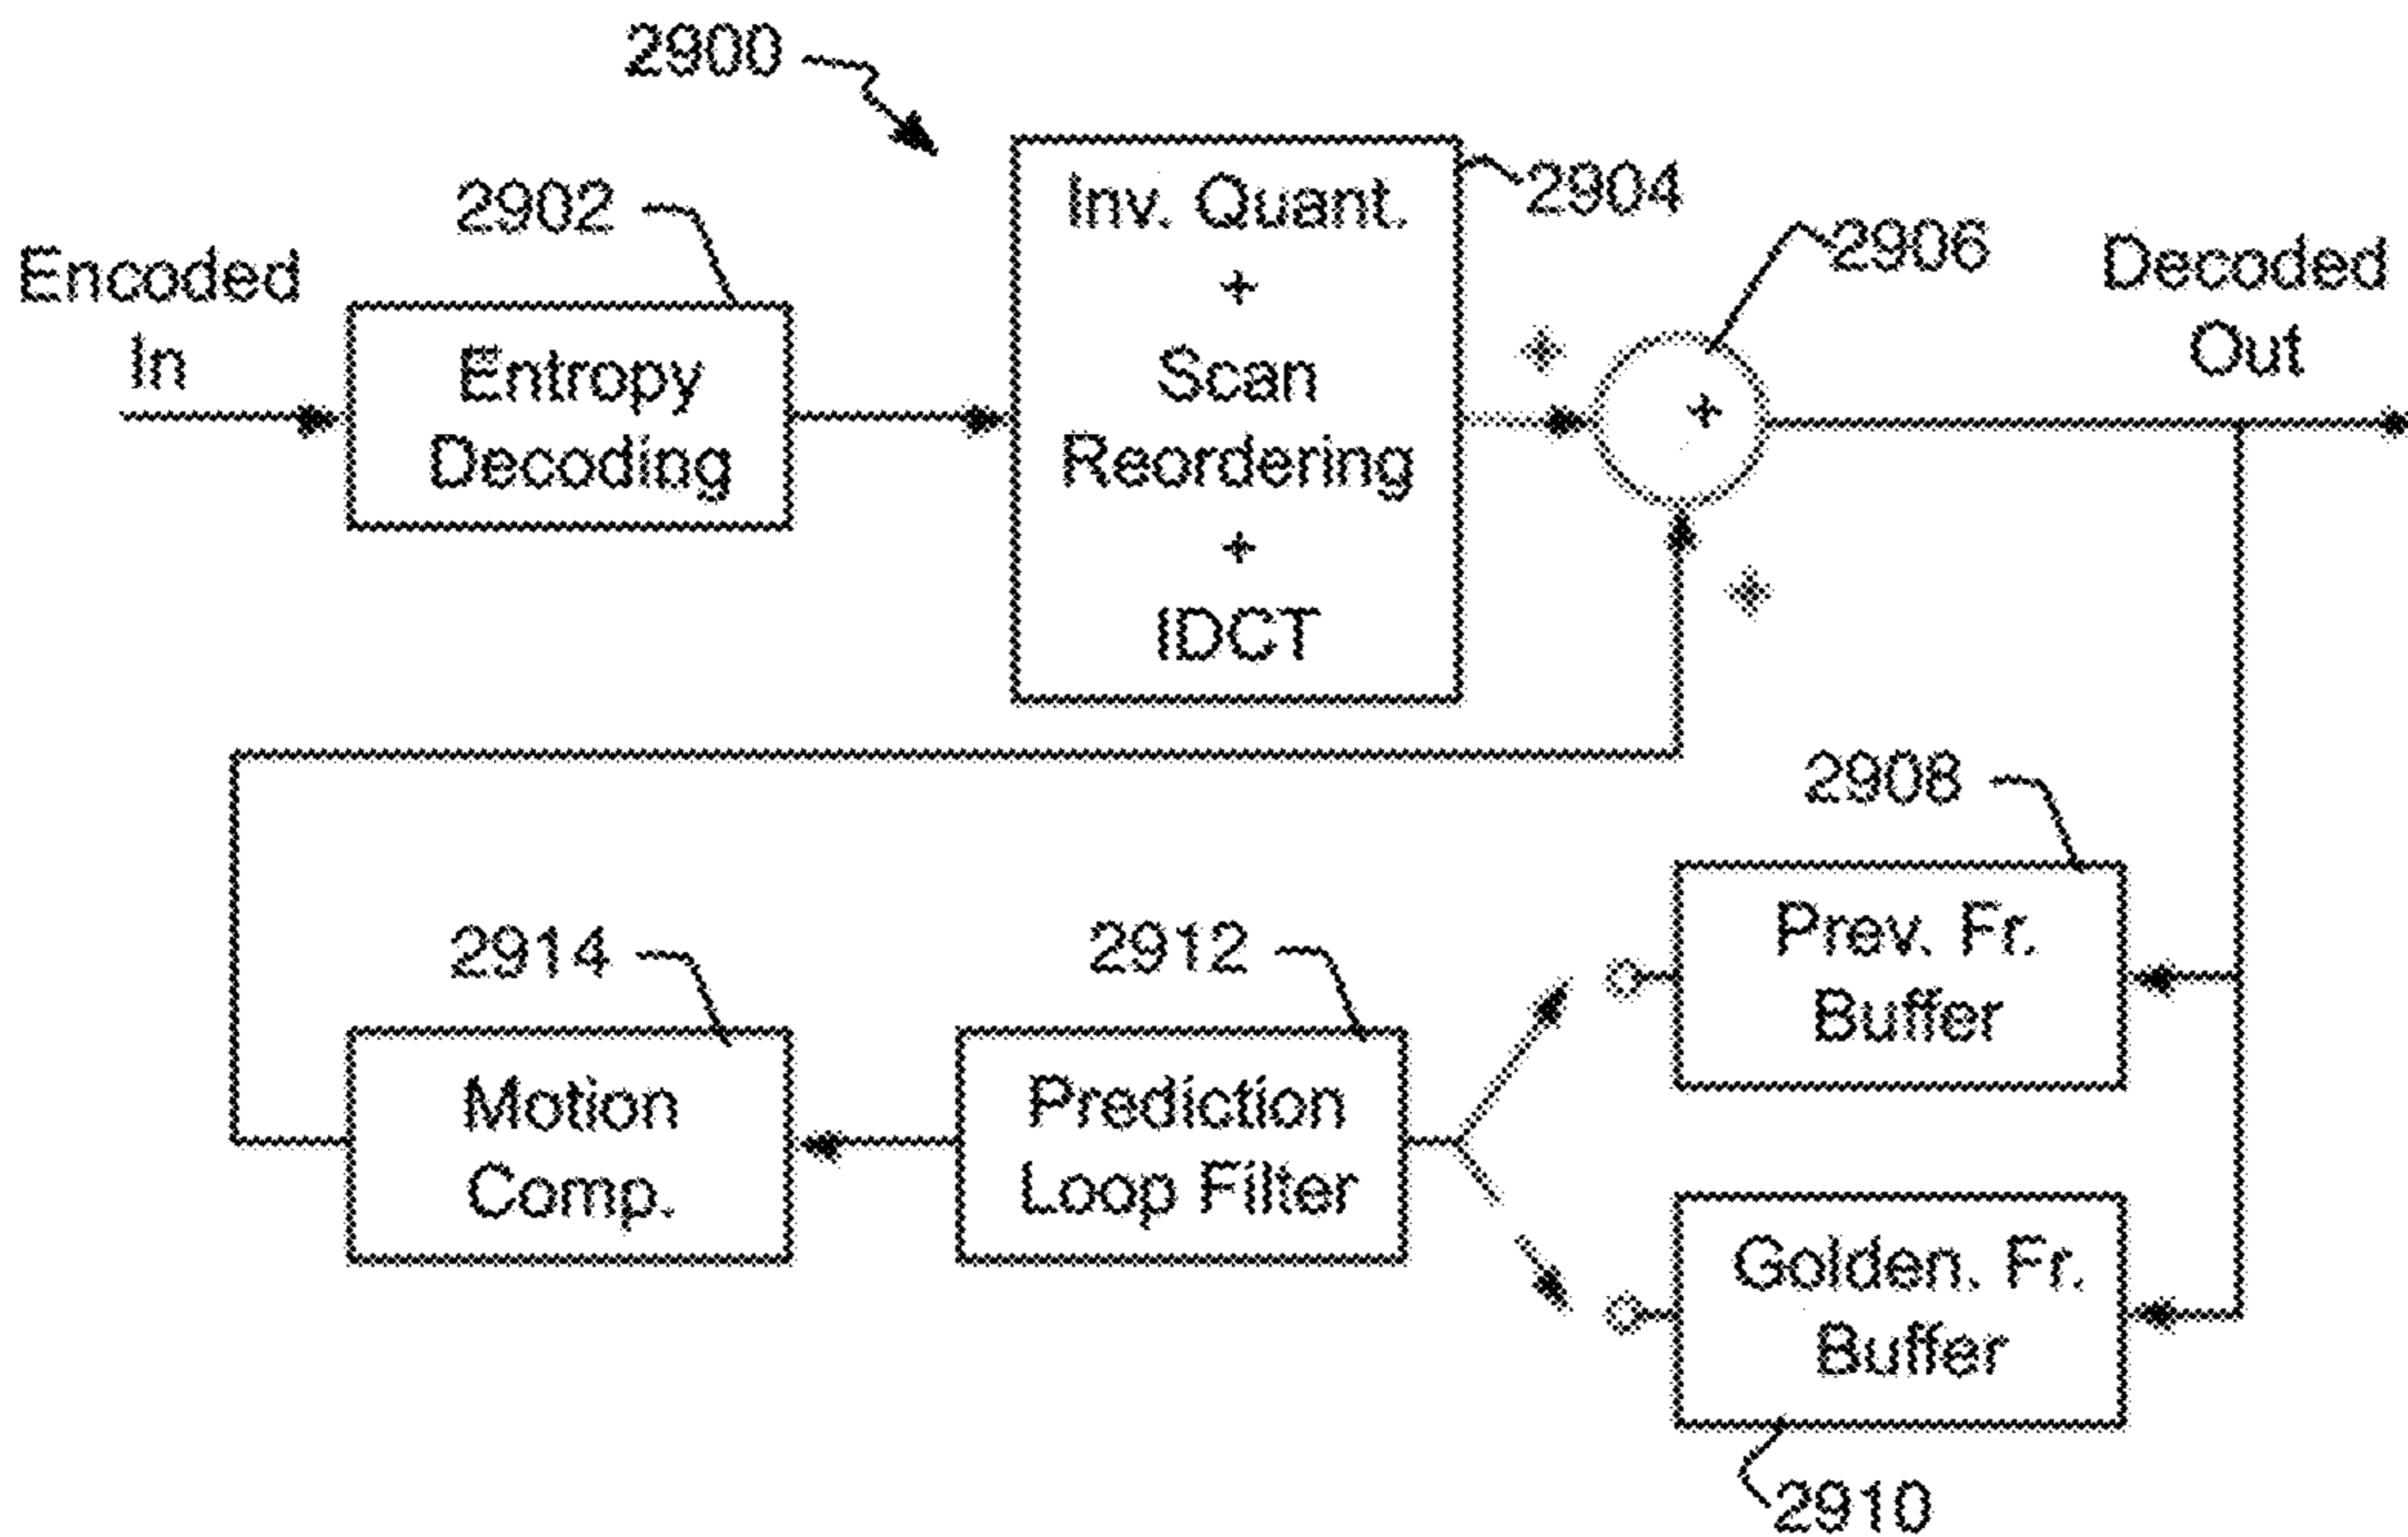 2900
2902
2904
2906
Encoded
In
Entropy
Decoding
Inv. Quant.
+
Scan
Reordering
+
IDCT
+
+
+
Decoded
Out
2908
Prev. Fr.
Buffer
2914
Motion
Comp.
2912
Prediction
Loop Filter
Golden. Fr.
Buffer
2910